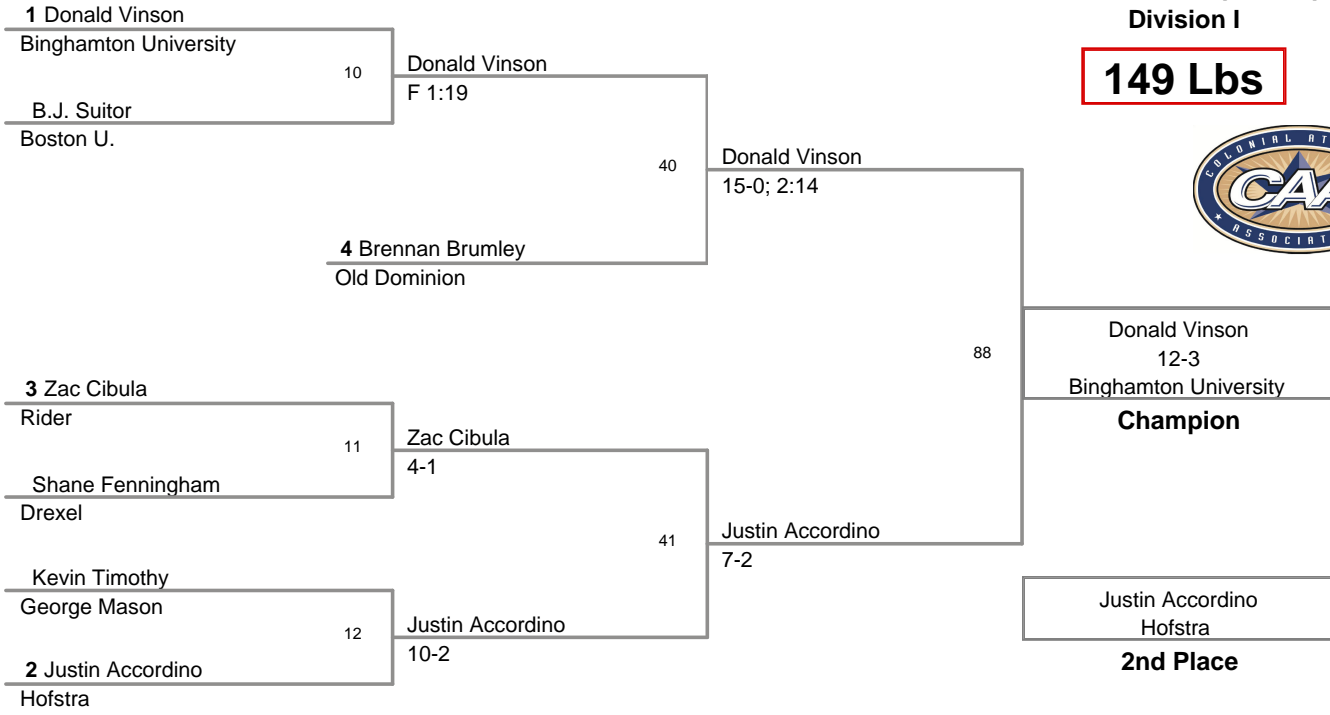 Division I
149 Lbs
COLONIAL
CAA
1 Donald Vinson
Binghamton University
10
B.J. Suitor
Boston U.
Donald Vinson
F 1:19
40
4 Brennan Brumley
Old Dominion
Donald Vinson
15-0; 2:14
3 Zac Cibula
Rider
11
Shane Fenningham
Drexel
Zac Cibula
4-1
Kevin Timothy
George Mason
12
2 Justin Accordino
Hofstra
Justin Accordino
10-2
41
Justin Accordino
7-2
88
Donald Vinson
12-3
Binghamton University
Champion
Justin Accordino
Hofstra
2nd Place